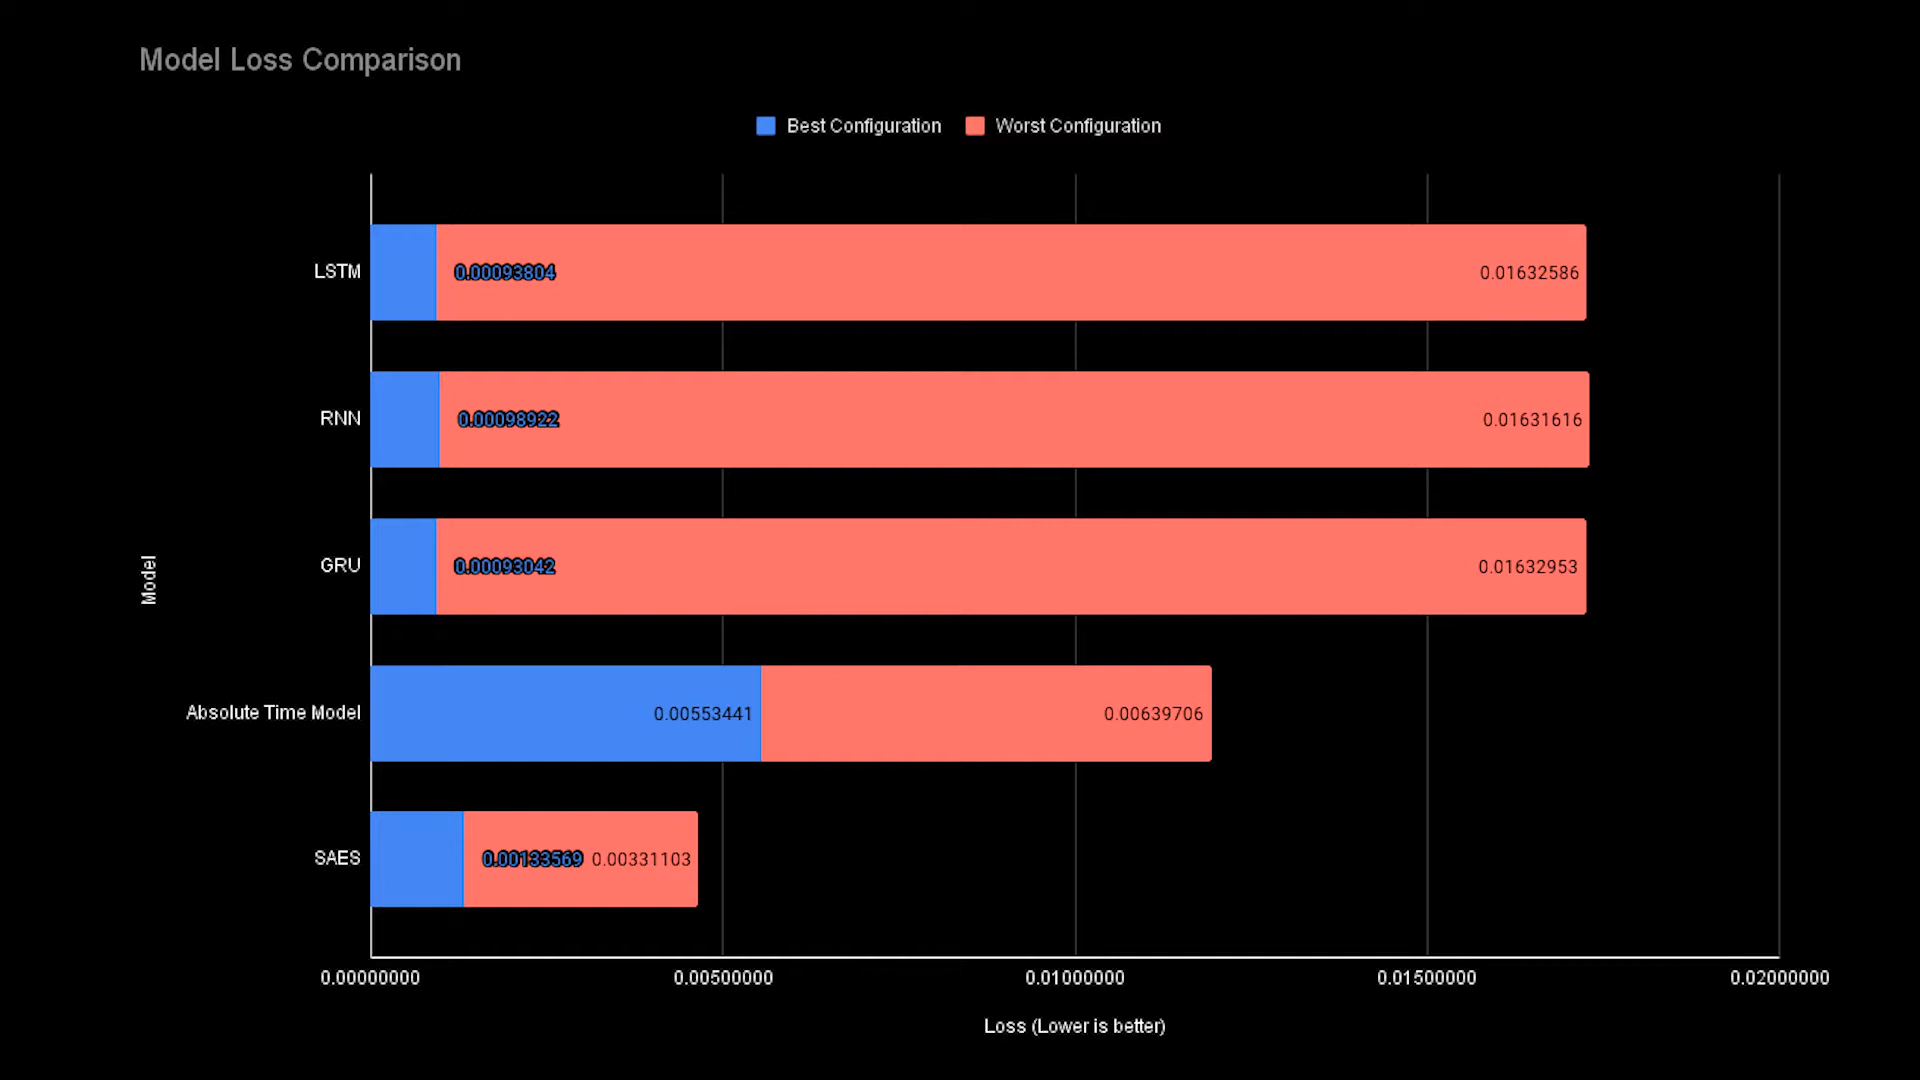 Model Loss Comparison
Best Configuration
Worst Configuration
LSTM
0.00093804
0.01632586
RNN
0.00098922
0.01631616
GRU
0.00093042
0.01632953
Absolute Time Model
0.00553441
0.00639706
SAES
0.00133569
0.00331103
Model
0.00000000
0.00500000
0.01000000
0.01500000
0.02000000
Loss (Lower is better)